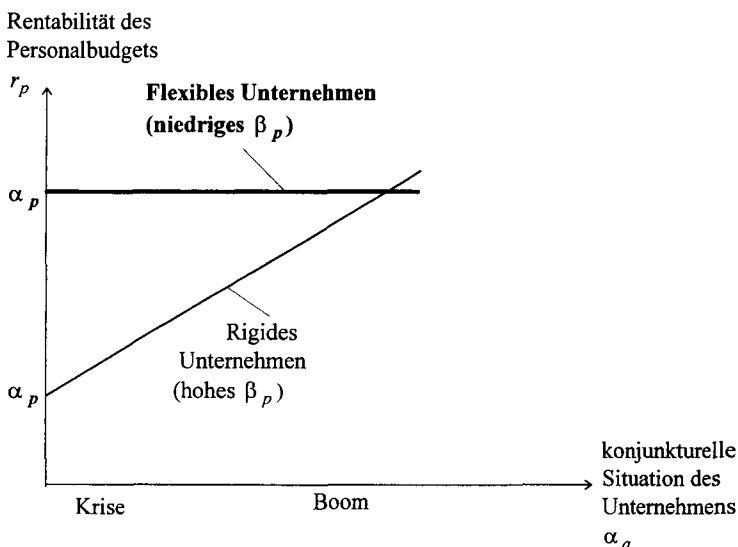 Rentabilität des
Personalbudgets
r_p
Flexibles Unternehmen
(niedriges β_p)
α_p
Rigides
Unternehmen
(hohes β_p)
α_p
Krise
Boom
konjunkturelle
Situation des
Unternehmens
α_q